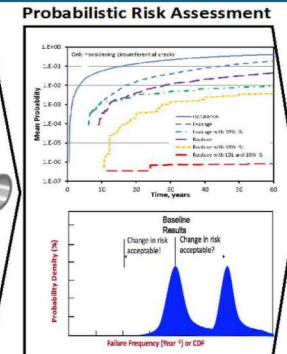 Probabilistic Risk Assessment
1.E+00
Only considering circumferential cracks
1.E-01
1.E-02
1.E-03
1.E-04
1.E-05
1.E-06
1.E-07
Mean Probability
Occurrence
Leakage
Leakage with 10% ISI
Rupture
Rupture with 10% ISI
Rupture with LDL and 10% ISI
0 10 20 30 40 50 60
Time, years
Baseline
Results
Change in risk
acceptable!
Change in risk
acceptable?
Probability Density (%)
Failure Frequency [Year⁻¹] or CDF